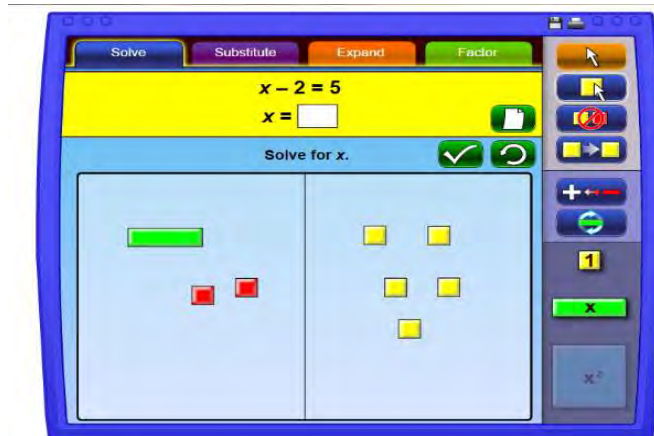 Solve Substitute Expand Factor
x – 2 = 5
x =
Solve for x.
1
x
x²